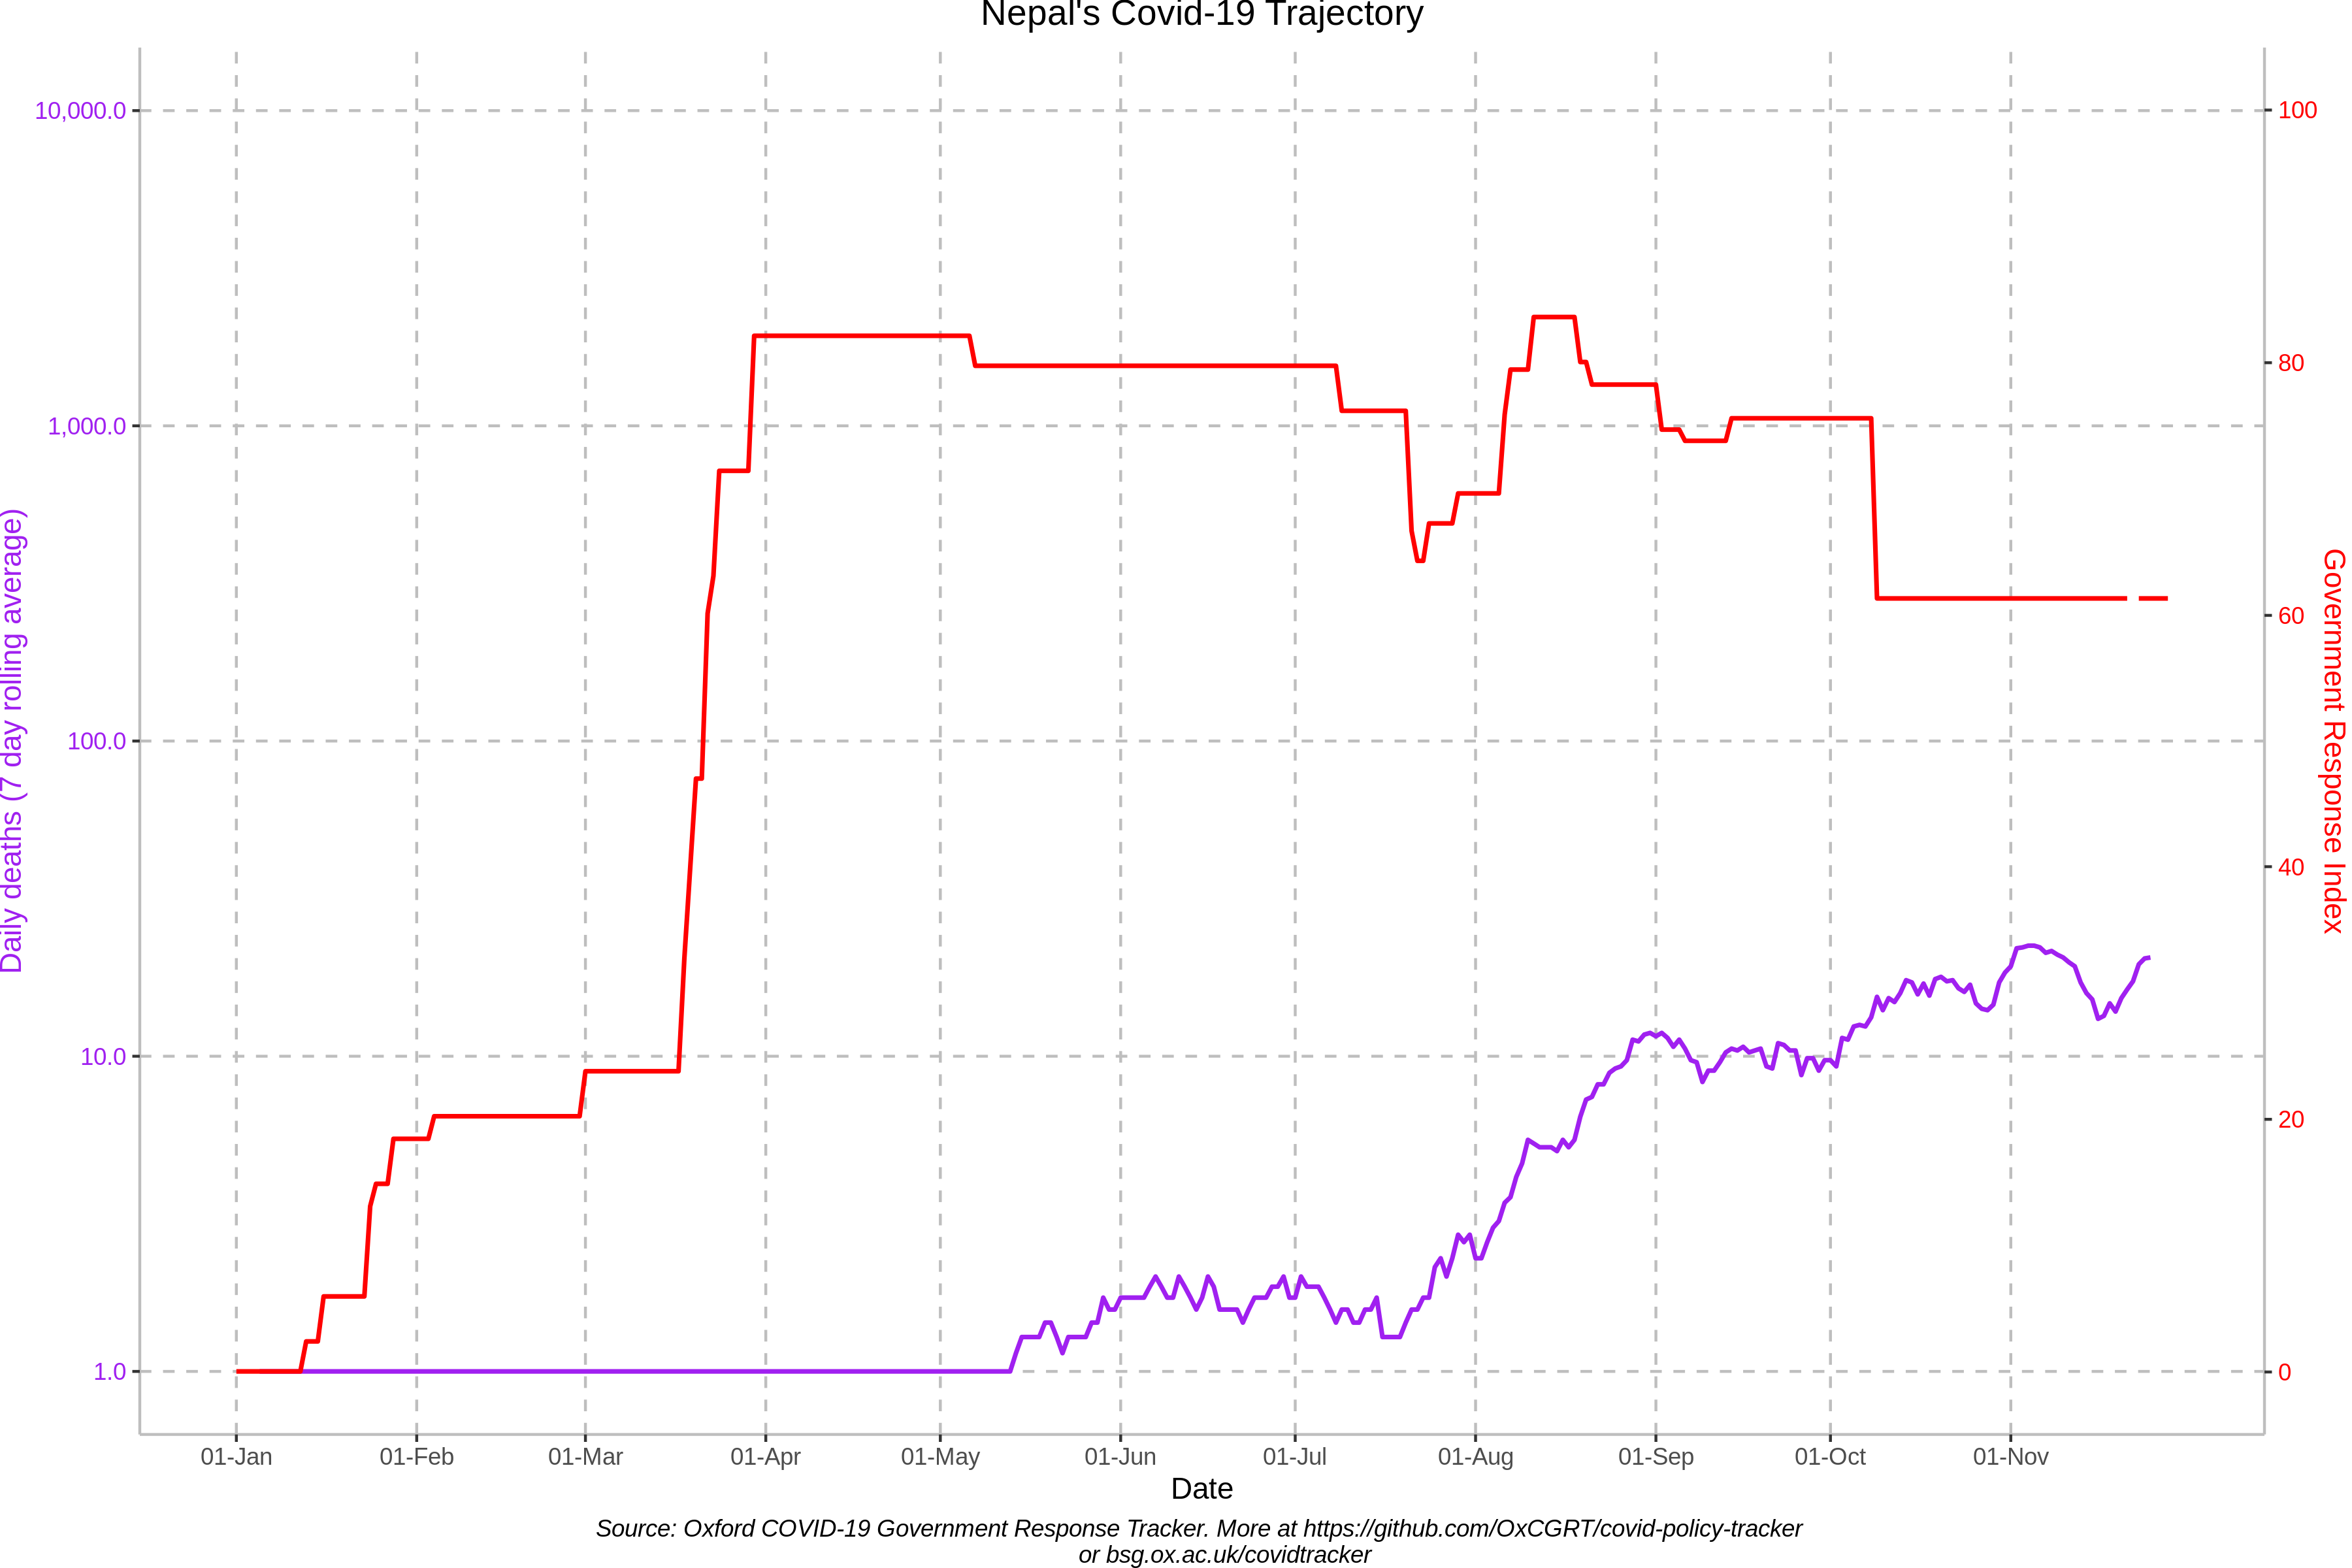 Nepal's Covid-19 Trajectory
10,000.0
1,000.0
100.0
10.0
1.0
Daily deaths (7 day rolling average)
100
80
60
40
20
0
Government Response Index
01-Jan 01-Feb 01-Mar 01-Apr 01-May 01-Jun 01-Jul 01-Aug 01-Sep 01-Oct 01-Nov
Date
Source: Oxford COVID-19 Government Response Tracker. More at https://github.com/OxCGRT/covid-policy-tracker
or bsg.ox.ac.uk/covidtracker